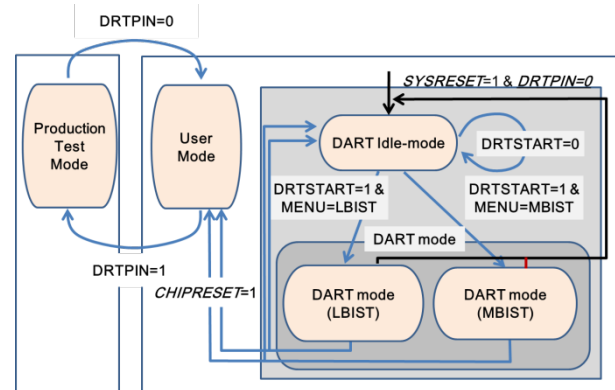 DRTPIN=0
SYSRESET=1 & DRTPIN=0
Production
Test
Mode
User
Mode
DART Idle-mode
DRTSTART=0
DRTSTART=1 &
MENU=LBIST
DRTSTART=1 &
MENU=MBIST
DART mode
DRTPIN=1
CHIPRESET=1
DART mode
(LBIST)
DART mode
(MBIST)